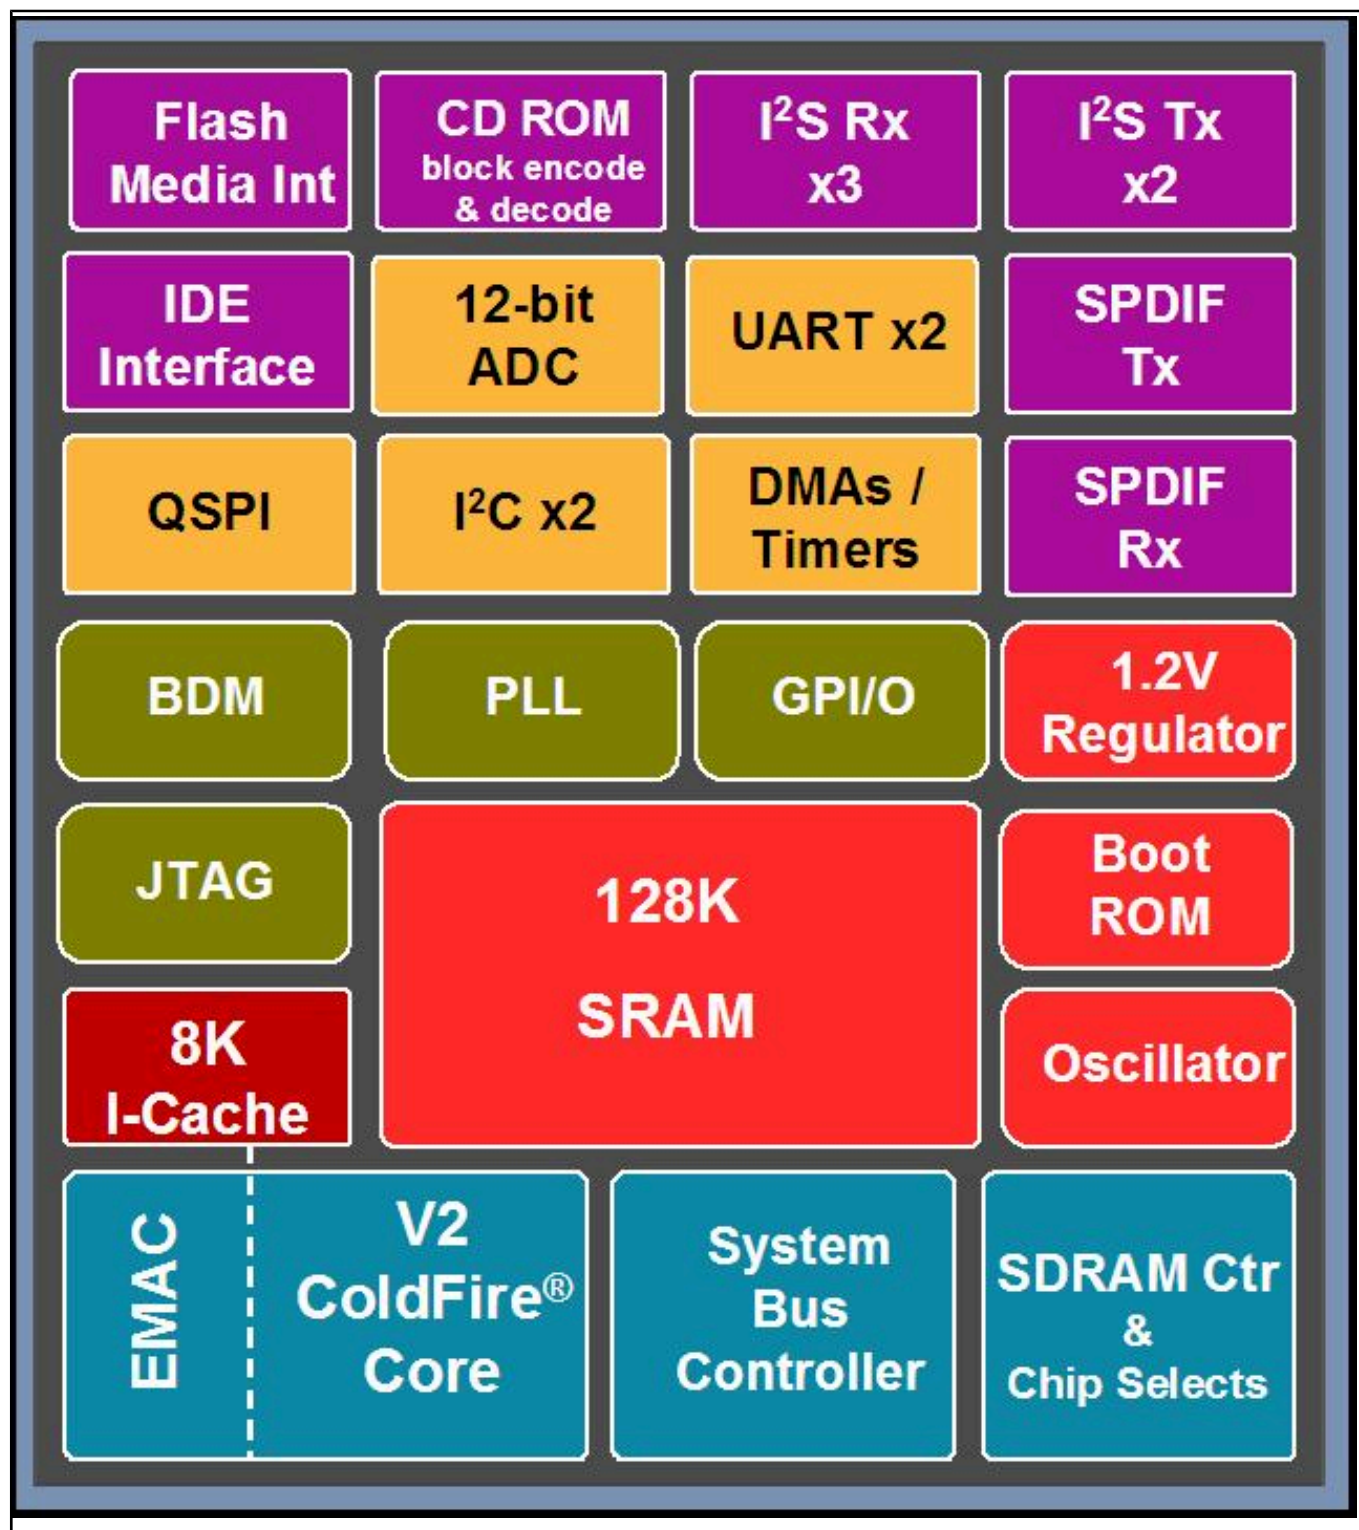 Flash
Media Int
CD ROM
block encode
& decode
I²S Rx
x3
I²S Tx
x2
IDE
Interface
12-bit
ADC
UART x2
SPDIF
Tx
QSPI
I²C x2
DMAs /
Timers
SPDIF
Rx
BDM
PLL
GPI/O
1.2V
Regulator
JTAG
128K
SRAM
Boot
ROM
8K
I-Cache
Oscillator
EMAC
V2
ColdFire®
Core
System
Bus
Controller
SDRAM Ctr
&
Chip Selects